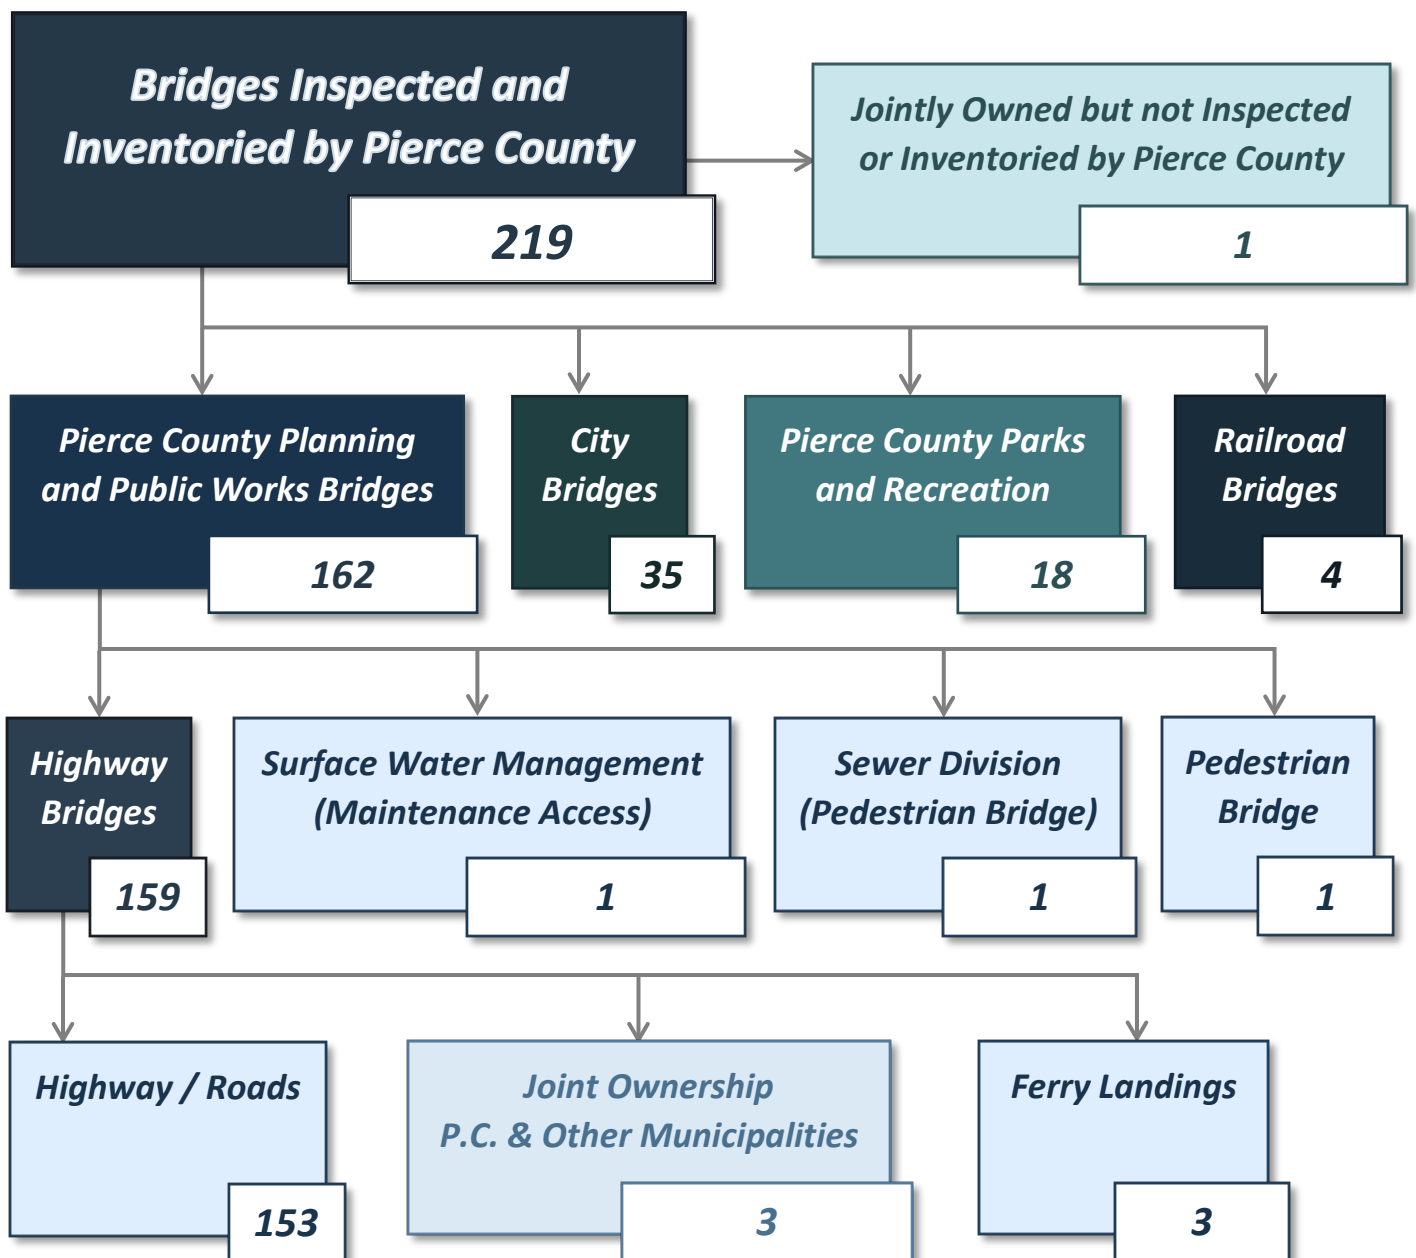 Bridges Inspected and
Inventoried by Pierce County
219
Jointly Owned but not Inspected
or Inventoried by Pierce County
1
Pierce County Planning
and Public Works Bridges
162
City
Bridges
35
Pierce County Parks
and Recreation
18
Railroad
Bridges
4
Highway
Bridges
159
Surface Water Management
(Maintenance Access)
1
Sewer Division
(Pedestrian Bridge)
1
Pedestrian
Bridge
1
Highway / Roads
153
Joint Ownership
P.C. & Other Municipalities
3
Ferry Landings
3